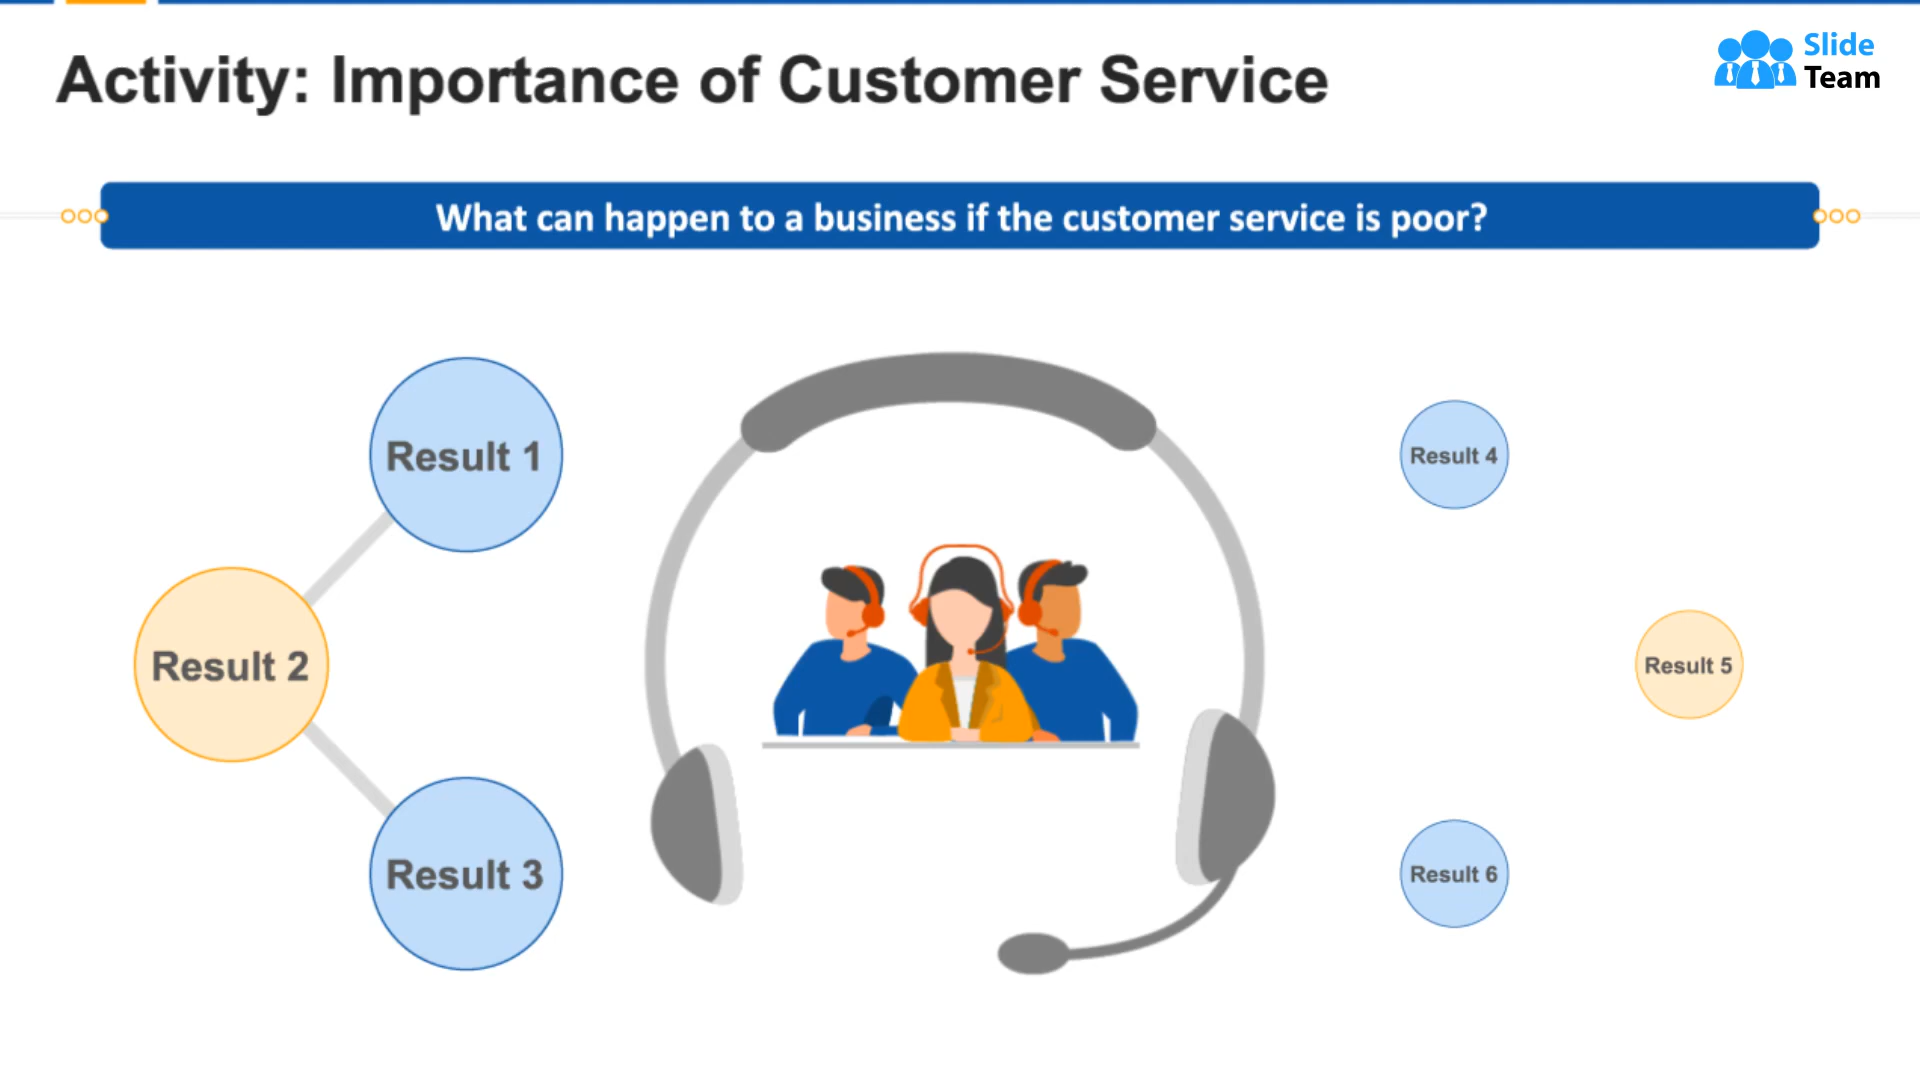 Activity: Importance of Customer Service
Slide
Team
What can happen to a business if the customer service is poor?
Result 1
Result 2
Result 3
Result 4
Result 5
Result 6